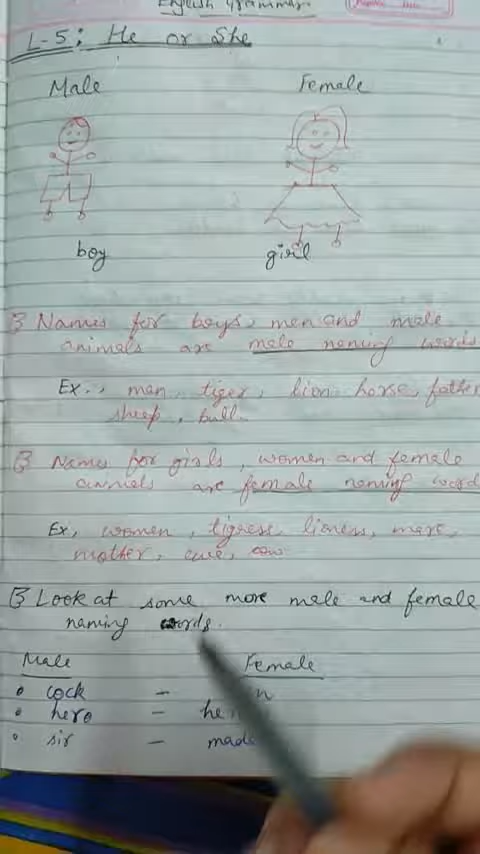 English Grammar
L-5: He or She
Male Female
boy girl
Names for boys, men and male
animals are male naming words
Ex., man, tiger, lion, horse, father
sheep, bull.
Names for girls, women and female
animals are female naming word
Ex, women, tigress, lioness, mare,
mother, ewe, cow
Look at some more male and female
naming words.
Male Female
cock -
hero -
sir -